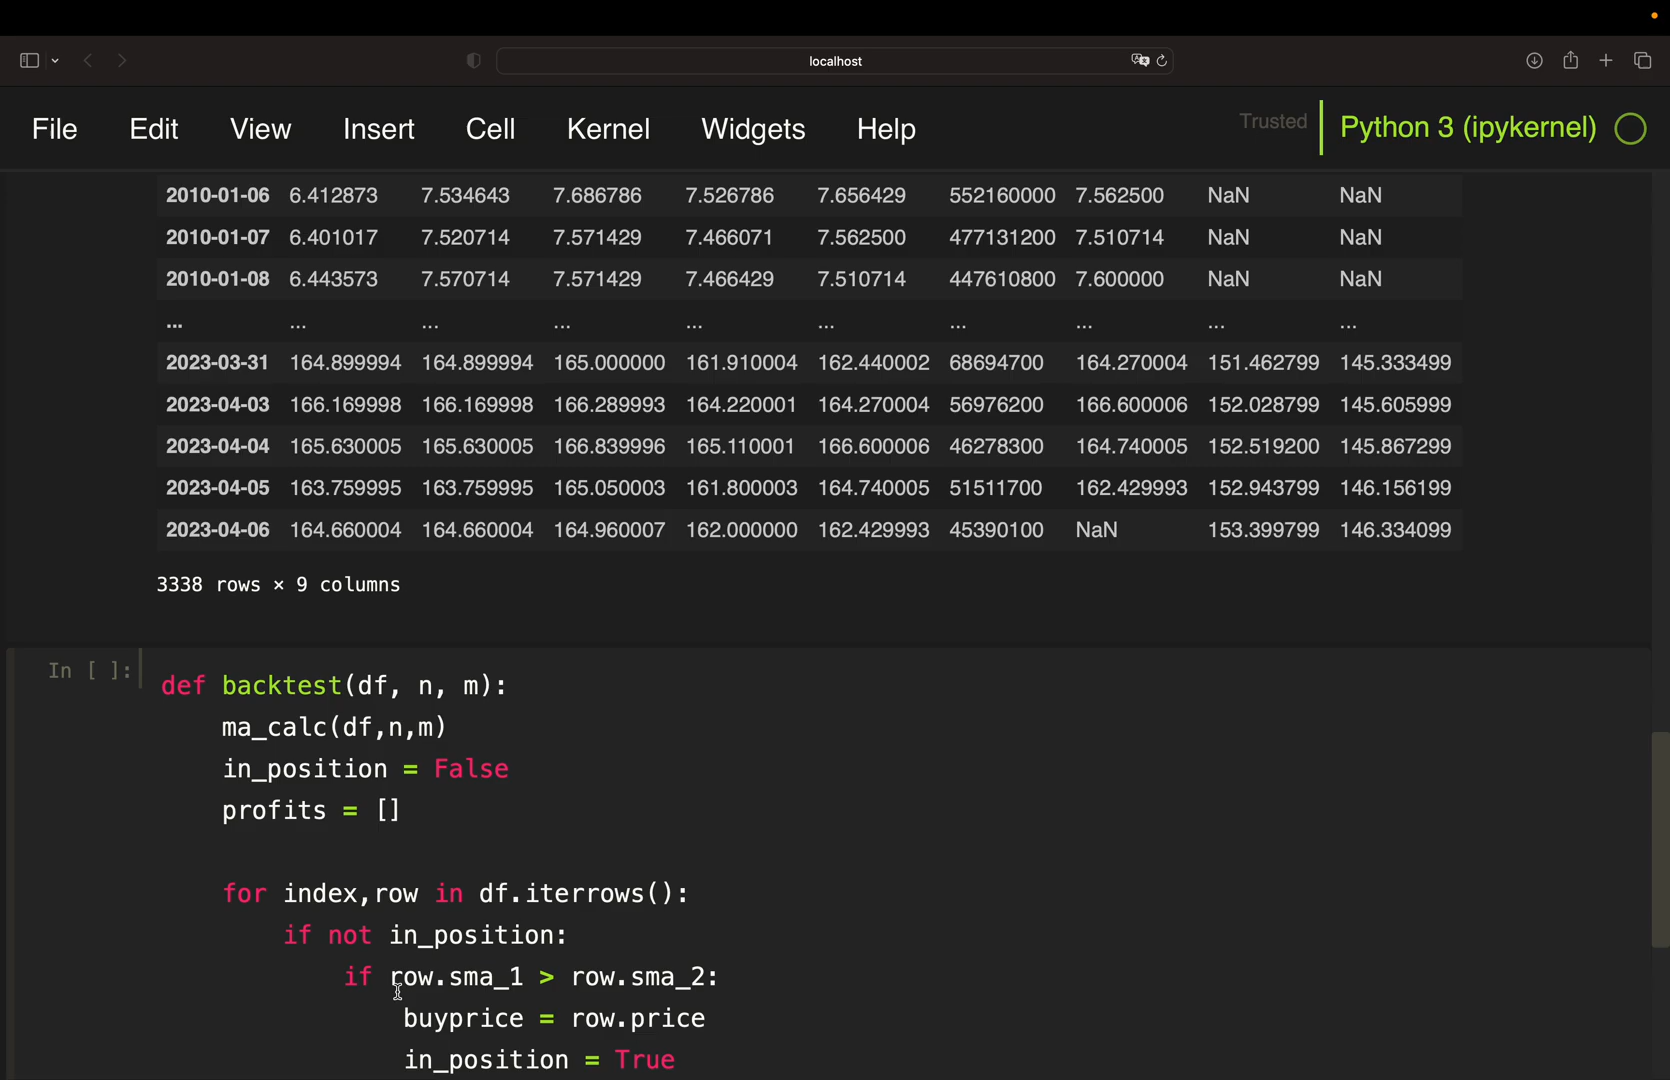 localhost
File Edit View Insert Cell Kernel Widgets Help Trusted Python 3 (ipykernel)
2010-01-06 6.412873 7.534643 7.686786 7.526786 7.656429 552160000 7.562500 NaN NaN
2010-01-07 6.401017 7.520714 7.571429 7.466071 7.562500 477131200 7.510714 NaN NaN
2010-01-08 6.443573 7.570714 7.571429 7.466429 7.510714 447610800 7.600000 NaN NaN
... ... ... ... ... ... ... ... ... ...
2023-03-31 164.899994 164.899994 165.000000 161.910004 162.440002 68694700 164.270004 151.462799 145.333499
2023-04-03 166.169998 166.169998 166.289993 164.220001 164.270004 56976200 166.600006 152.028799 145.605999
2023-04-04 165.630005 165.630005 166.839996 165.110001 166.600006 46278300 164.740005 152.519200 145.867299
2023-04-05 163.759995 163.759995 165.050003 161.800003 164.740005 51511700 162.429993 152.943799 146.156199
2023-04-06 164.660004 164.660004 164.960007 162.000000 162.429993 45390100 NaN 153.399799 146.334099
3338 rows × 9 columns
In [ ]: def backtest(df, n, m):
ma_calc(df,n,m)
in_position = False
profits = []
for index,row in df.iterrows():
if not in_position:
if row.sma_1 > row.sma_2:
buyprice = row.price
in_position = True